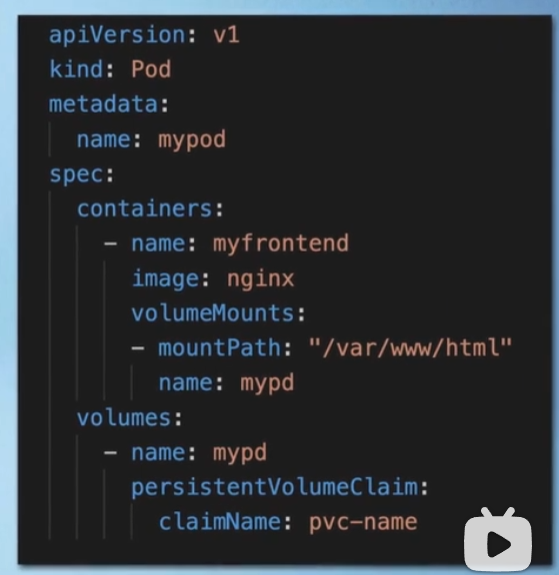 apiVersion: v1
kind: Pod
metadata:
  name: mypod
spec:
  containers:
    - name: myfrontend
      image: nginx
      volumeMounts:
      - mountPath: "/var/www/html"
        name: mypd
  volumes:
    - name: mypd
      persistentVolumeClaim:
        claimName: pvc-name